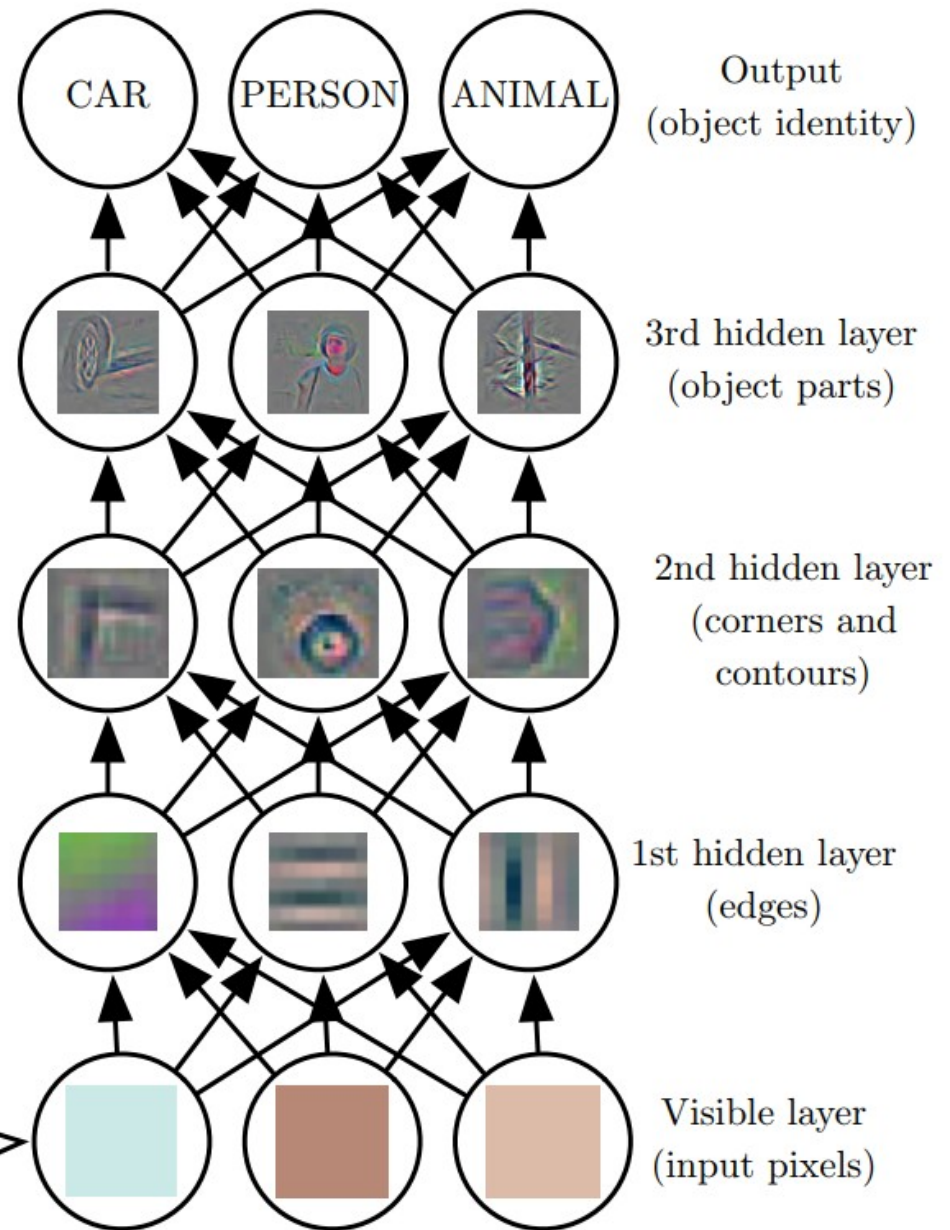 CAR
PERSON
ANIMAL
Output
(object identity)
3rd hidden layer
(object parts)
2nd hidden layer
(corners and
contours)
1st hidden layer
(edges)
Visible layer
(input pixels)